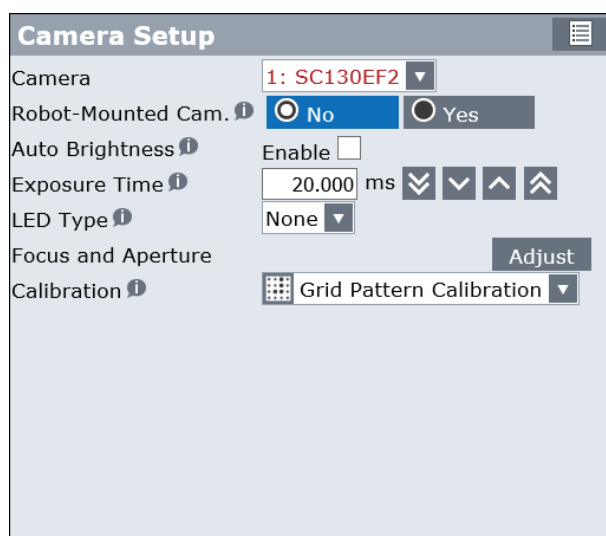 Camera Setup
Camera 1: SC130EF2
Robot-Mounted Cam. No Yes
Auto Brightness Enable
Exposure Time 20.000 ms
LED Type None
Focus and Aperture Adjust
Calibration Grid Pattern Calibration